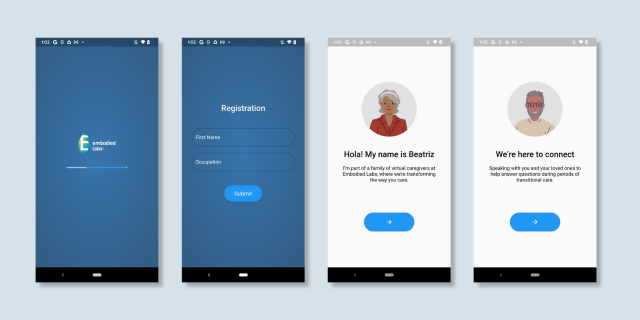 1:02
Embodied
Labs
1:02
Registration
First Name
Occupation
Submit
1:02
Hola! My name is Beatriz
I'm part of a family of virtual caregivers at
Embodied Labs, where we're transforming
the way you care.
1:03
We're here to connect
Speaking with you and your loved ones to
help answer questions during periods of
transitional care.